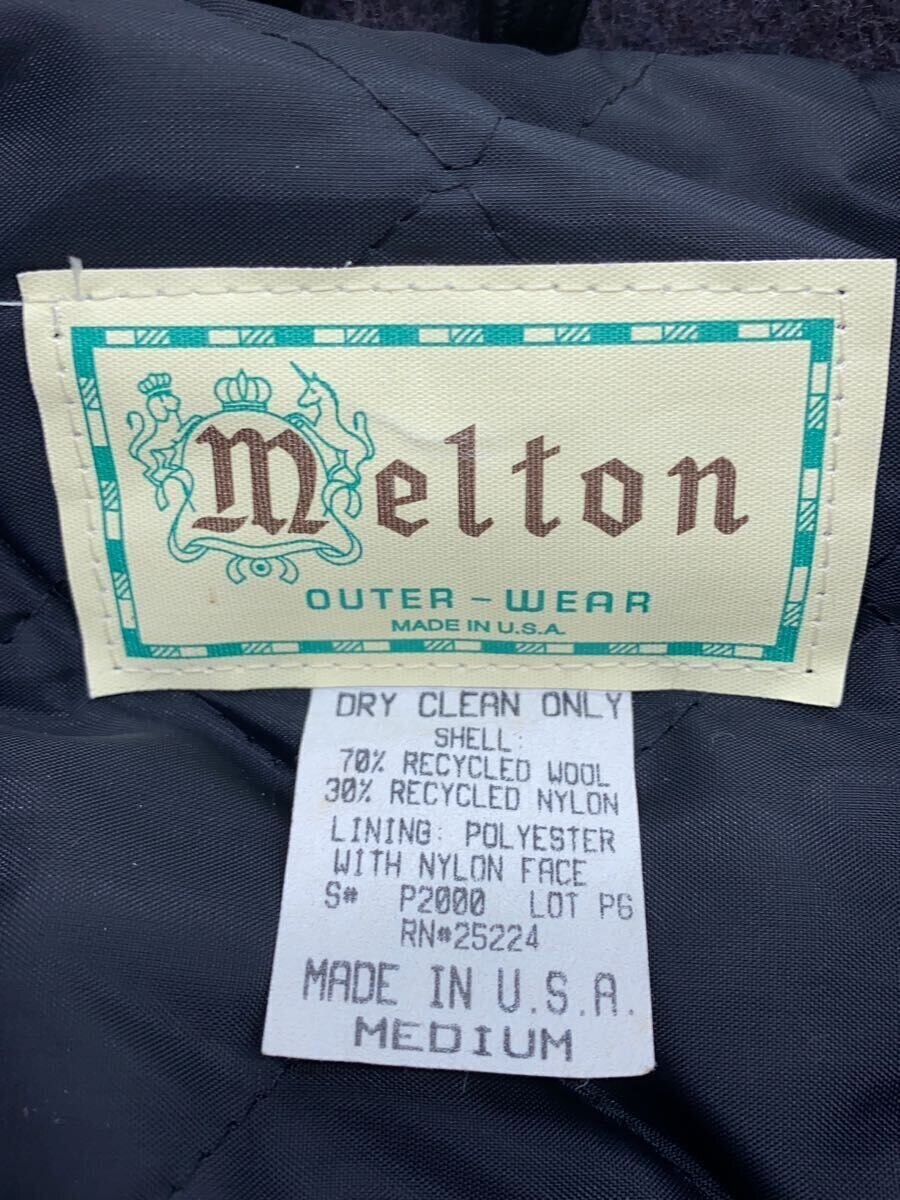 Melton
OUTER-WEAR
MADE IN U.S.A.
DRY CLEAN ONLY
SHELL:
70% RECYCLED WOOL
30% RECYCLED NYLON
LINING: POLYESTER
WITH NYLON FACE
S# P2000 LOT P6
RN#25224
MADE IN U.S.A.
MEDIUM